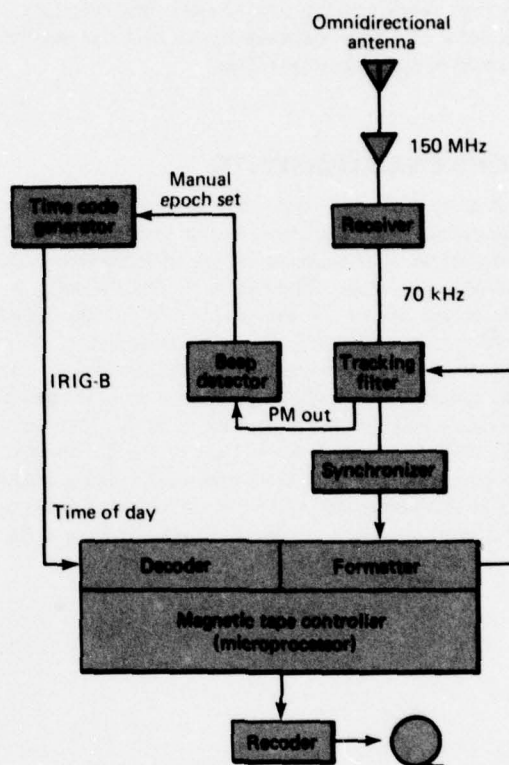 Omnidirectional
antenna
150 MHz
Manual
epoch set
Time code
generator
Receiver
70 kHz
Beep
detector
Tracking
filter
IRIG-B
PM out
Synchronizer
Time of day
Decoder
Formatter
Magnetic tape controller
(microprocessor)
Recoder